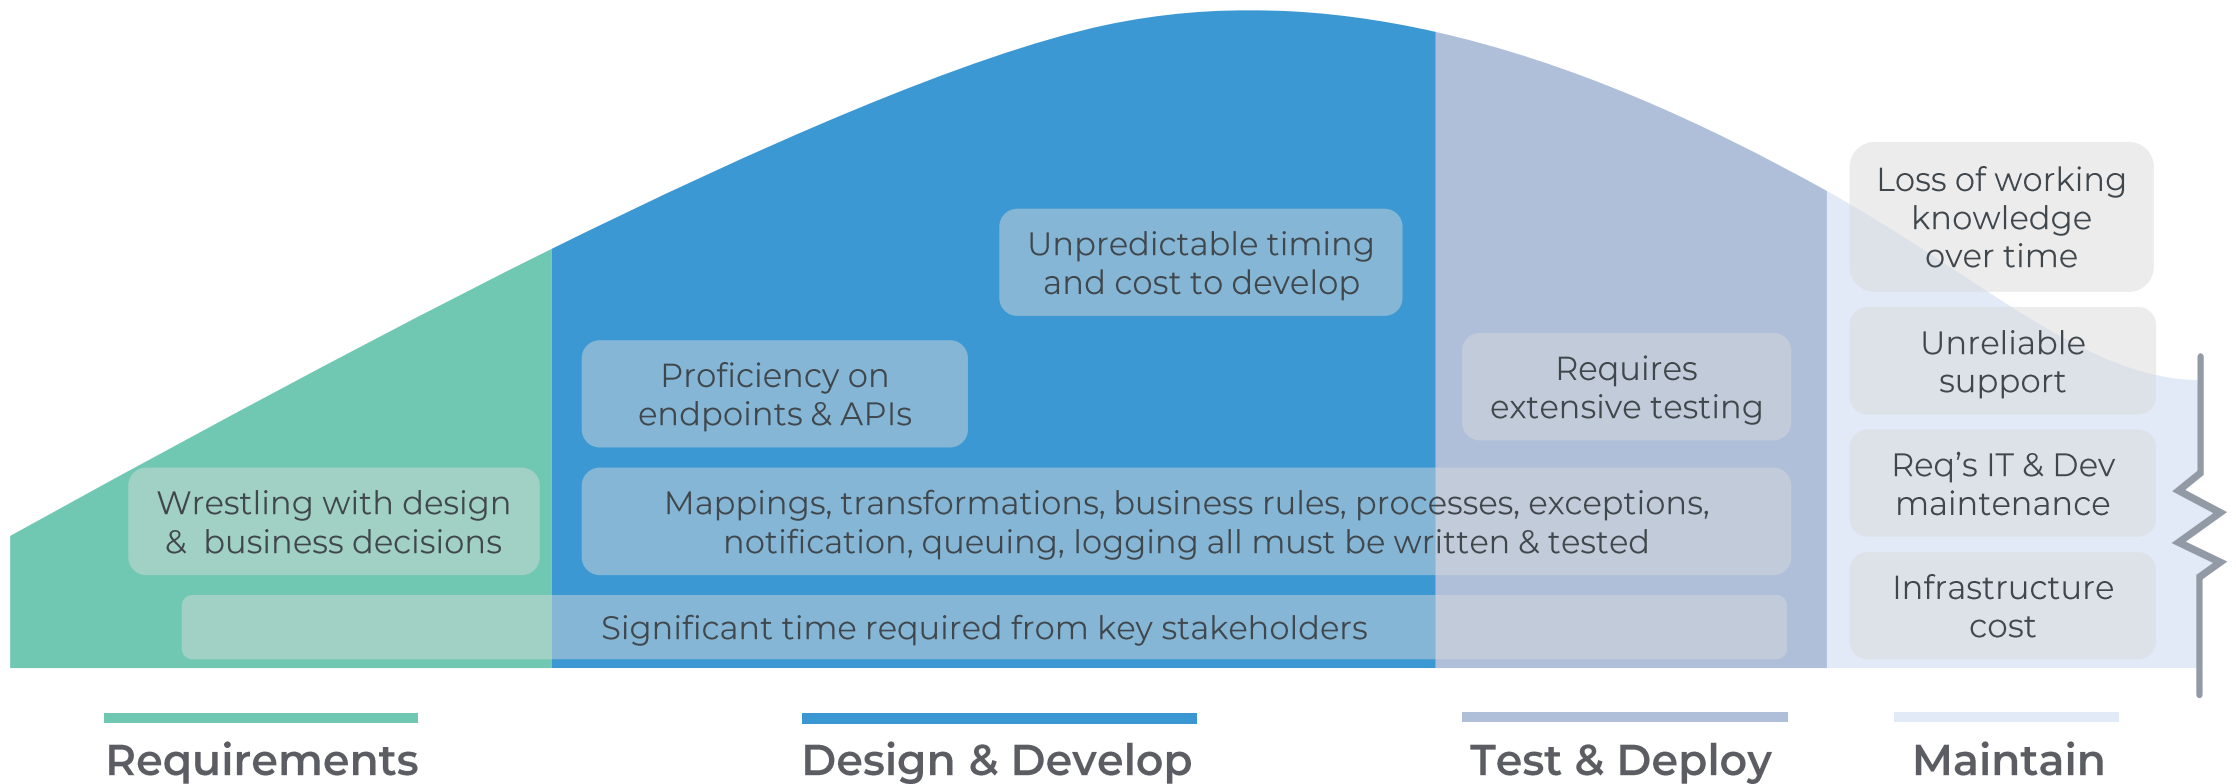 Loss of working
knowledge
over time
Unpredictable timing
and cost to develop
Unreliable
support
Proficiency on
endpoints & APIs
Requires
extensive testing
Req’s IT & Dev
maintenance
Wrestling with design
& business decisions
Mappings, transformations, business rules, processes, exceptions,
notification, queuing, logging all must be written & tested
Infrastructure
cost
Significant time required from key stakeholders
Requirements
Design & Develop
Test & Deploy
Maintain